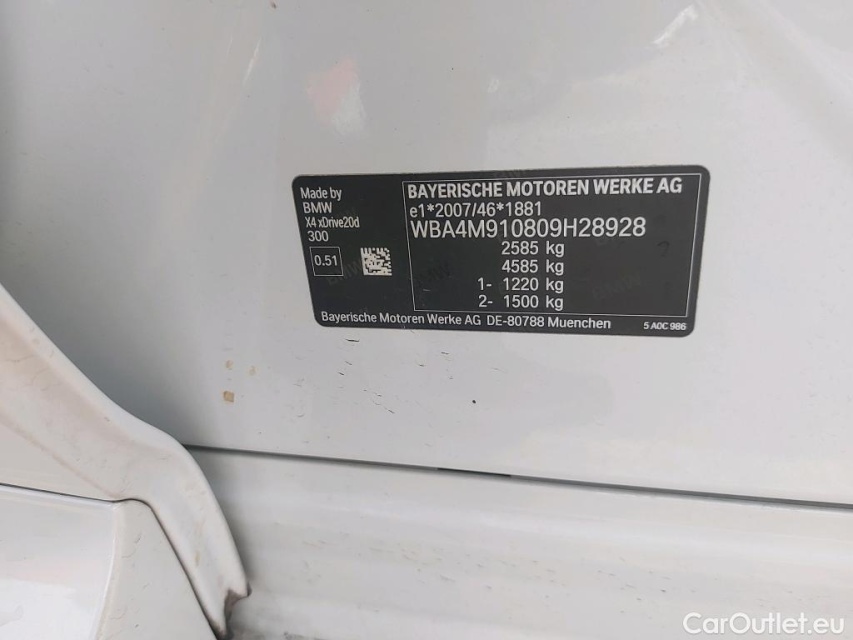 Made by
BMW
X4 xDrive20d
300
0.51
BAYERISCHE MOTOREN WERKE AG
e1*2007/46*1881
WBA4M910809H28928
2585 kg
4585 kg
1- 1220 kg
2- 1500 kg
Bayerische Motoren Werke AG DE-80788 Muenchen
5 A0C 986
CarOutlet.eu